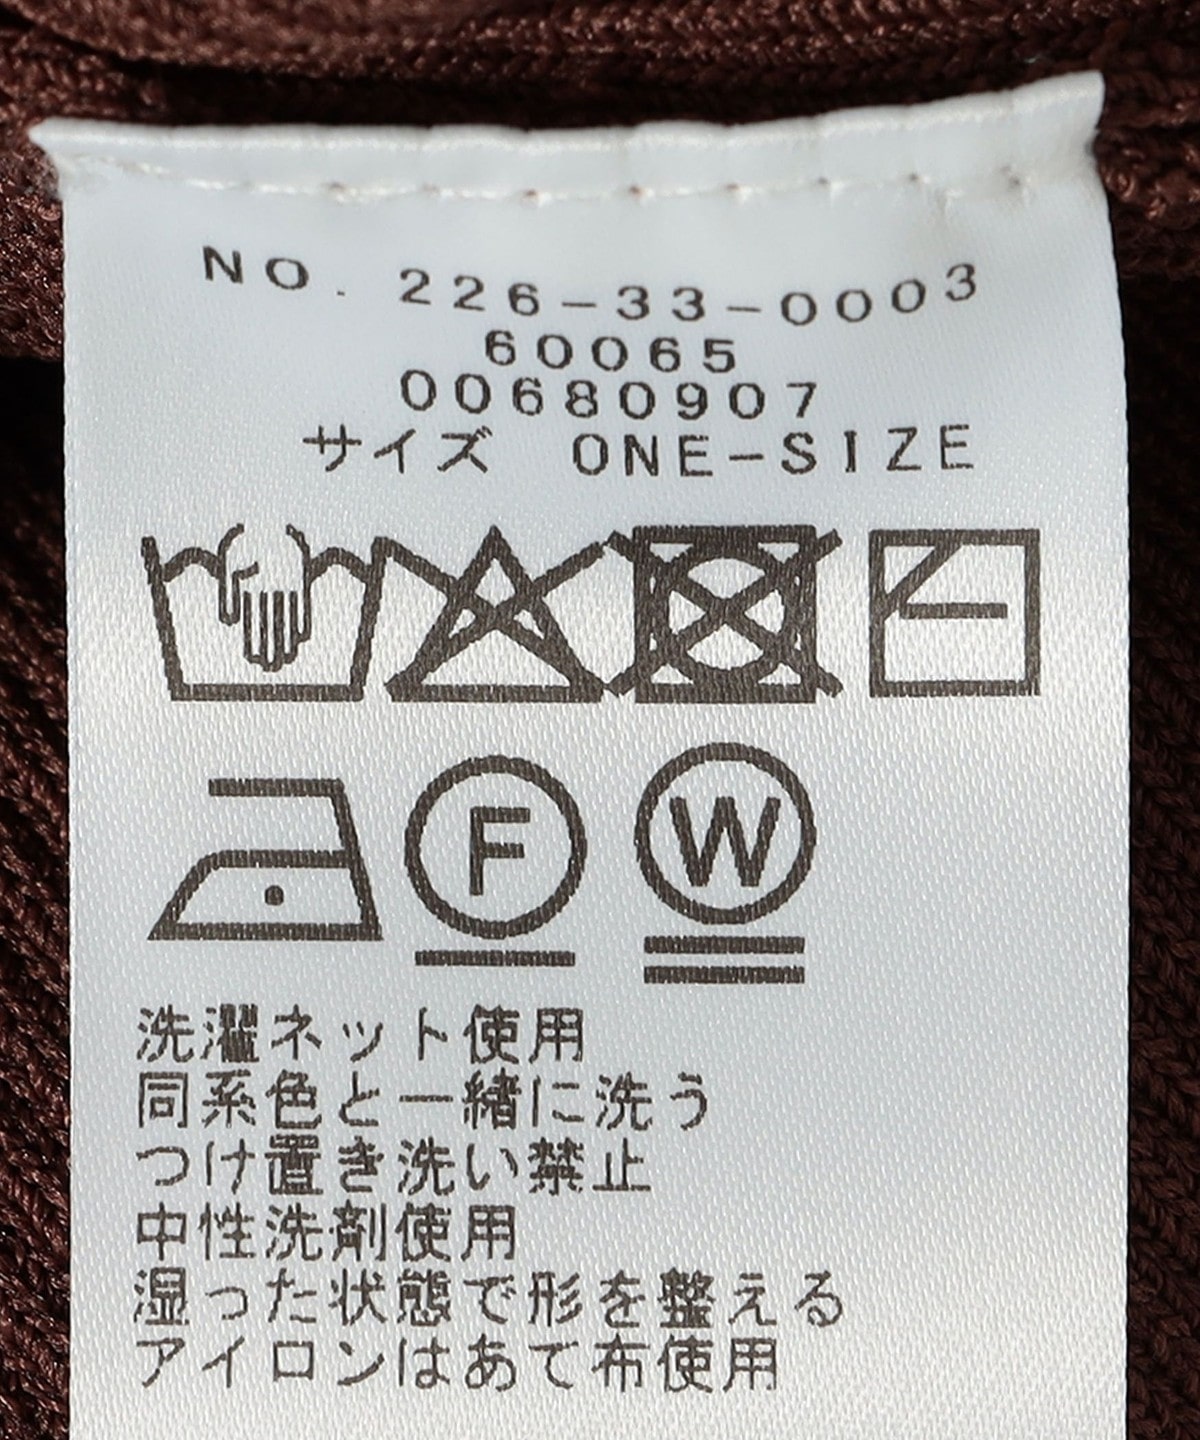 NO. 226-33-0003
60065
00680907
サイズ ONE-SIZE
F
W
洗濯ネット使用
同系色と一緒に洗う
つけ置き洗い禁止
中性洗剤使用
湿った状態で形を整える
アイロンはあて布使用